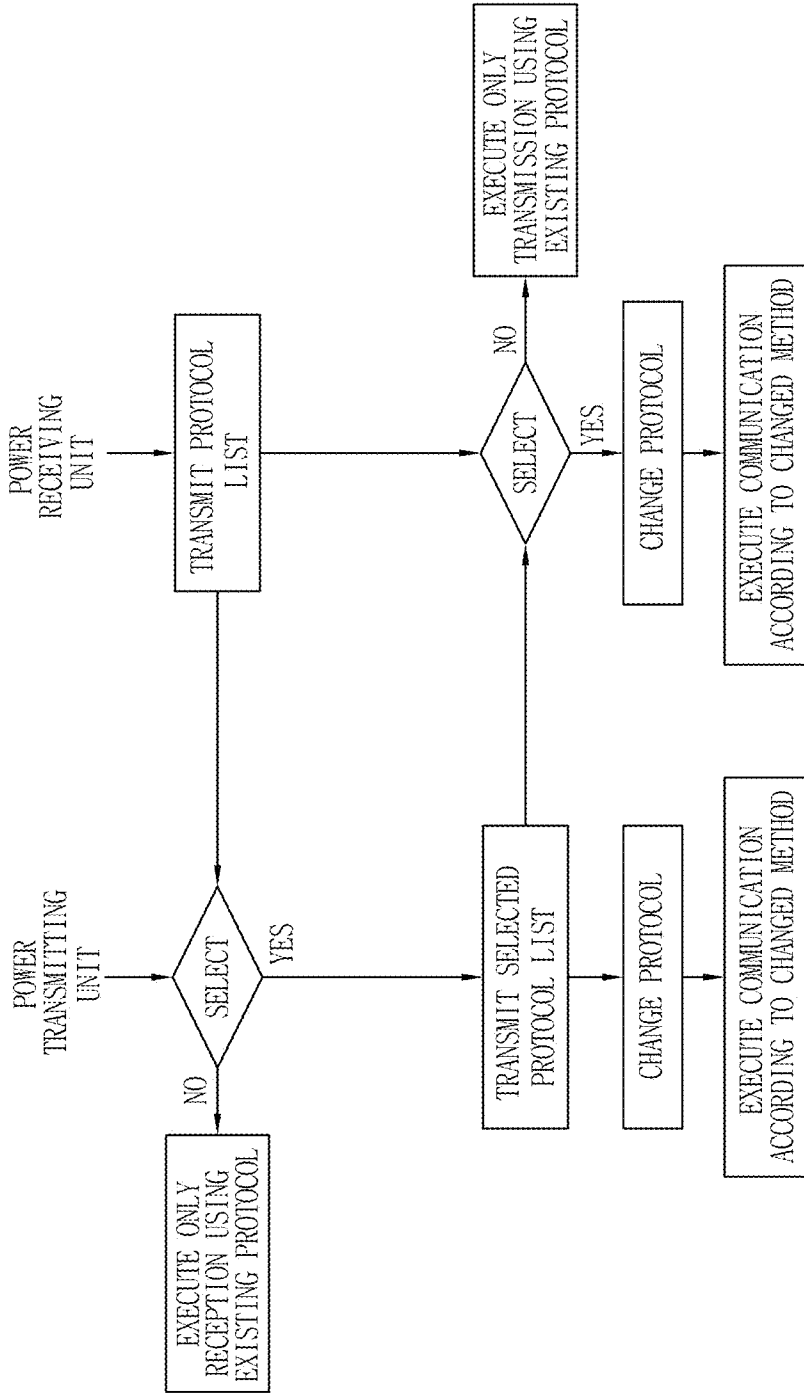 POWER
TRANSMITTING
UNIT
POWER
RECEIVING
UNIT
EXECUTE ONLY
RECEPTION USING
EXISTING PROTOCOL
NO
SELECT
YES
TRANSMIT PROTOCOL
LIST
TRANSMIT SELECTED
PROTOCOL LIST
SELECT
NO
EXECUTE ONLY
TRANSMISSION USING
EXISTING PROTOCOL
YES
CHANGE PROTOCOL
CHANGE PROTOCOL
EXECUTE COMMUNICATION
ACCORDING TO CHANGED METHOD
EXECUTE COMMUNICATION
ACCORDING TO CHANGED METHOD